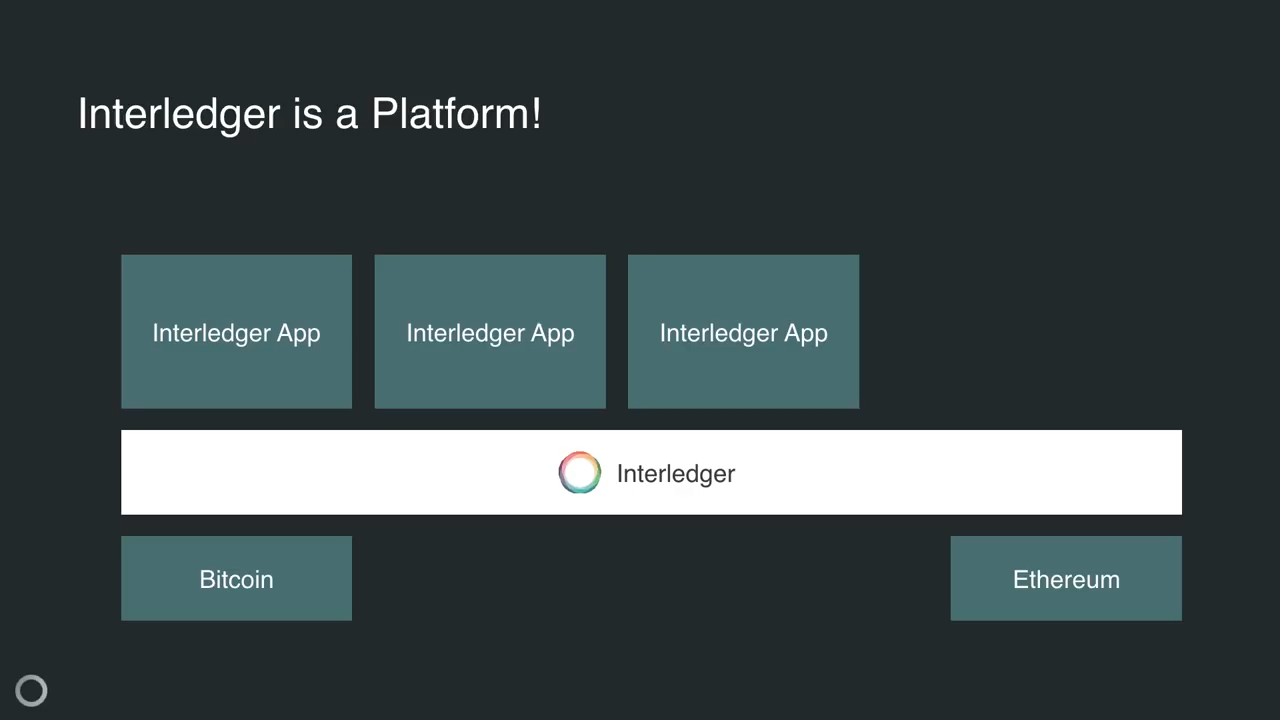 Interledger is a Platform!
Interledger App
Interledger App
Interledger App
Interledger
Bitcoin
Ethereum